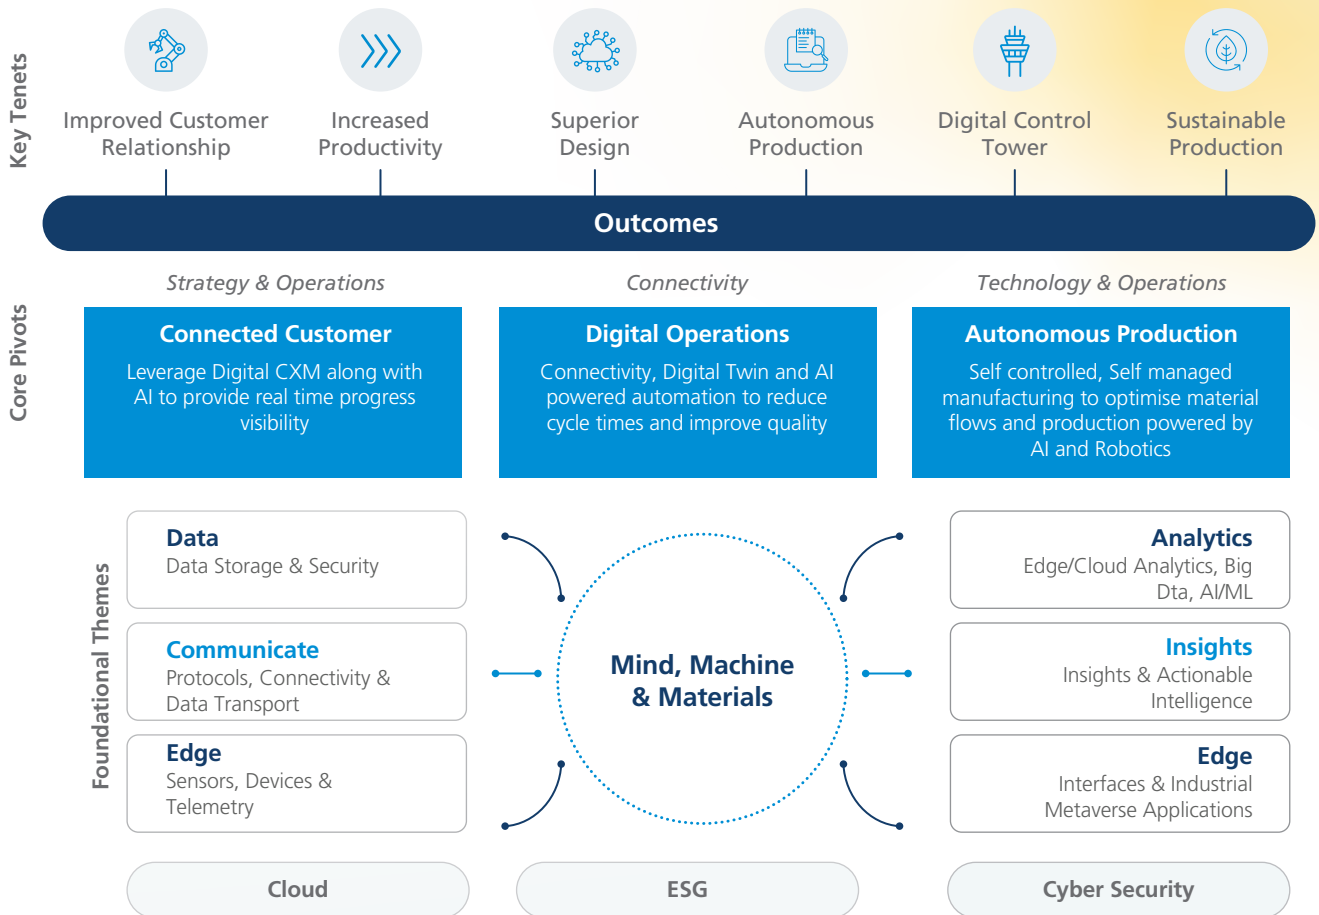 Key Tenets
Improved Customer
Relationship
Increased
Productivity
Superior
Design
Autonomous
Production
Digital Control
Tower
Sustainable
Production
Outcomes
Core Pivots
Strategy & Operations
Connected Customer
Leverage Digital CXM along with
AI to provide real time progress
visibility
Connectivity
Digital Operations
Connectivity, Digital Twin and AI
powered automation to reduce
cycle times and improve quality
Technology & Operations
Autonomous Production
Self controlled, Self managed
manufacturing to optimise material
flows and production powered by
AI and Robotics
Foundational Themes
Data
Data Storage & Security
Communicate
Protocols, Connectivity &
Data Transport
Edge
Sensors, Devices &
Telemetry
Mind, Machine
& Materials
Analytics
Edge/Cloud Analytics, Big
Dta, AI/ML
Insights
Insights & Actionable
Intelligence
Edge
Interfaces & Industrial
Metaverse Applications
Cloud
ESG
Cyber Security